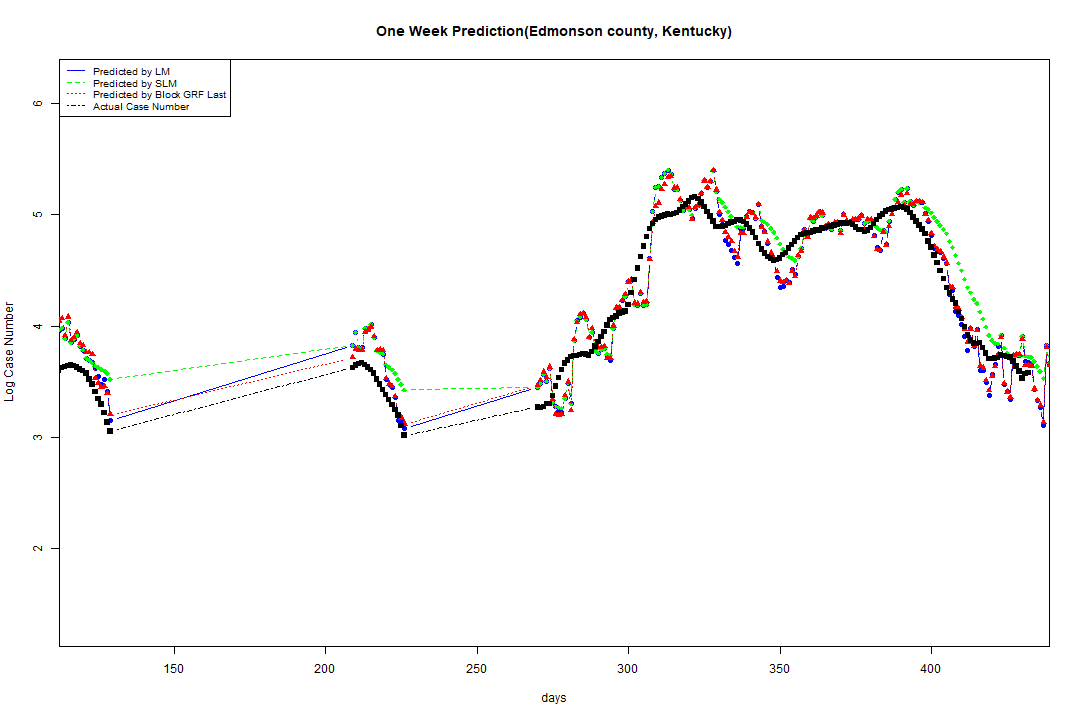 One Week Prediction(Edmonson county, Kentucky)
Predicted by LM
Predicted by SLM
Predicted by Block GRF Last
Actual Case Number
6
5
4
3
2
Log Case Number
150 200 250 300 350 400
days